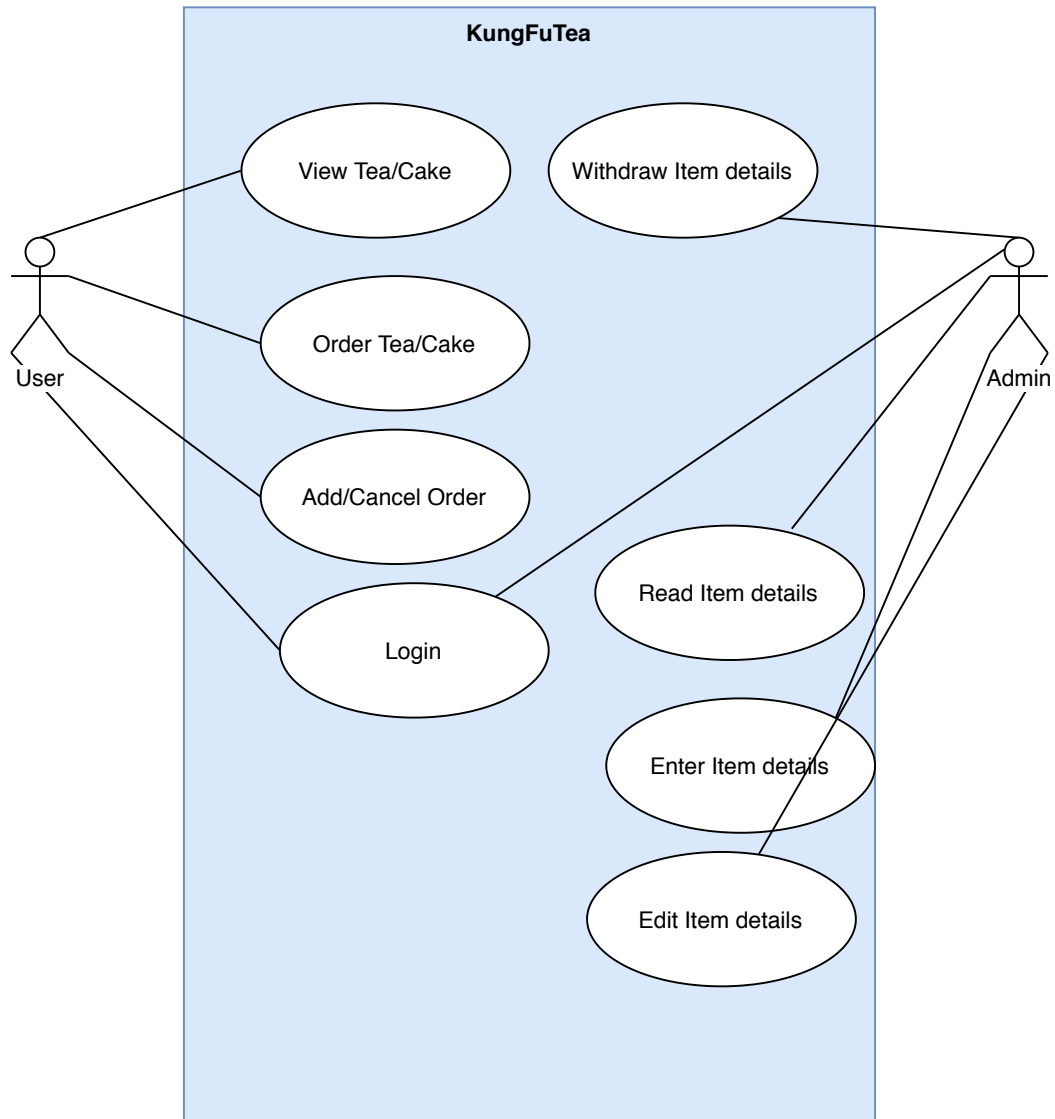 KungFuTea
View Tea/Cake
Withdraw Item details
Order Tea/Cake
User
Admin
Add/Cancel Order
Read Item details
Login
Enter Item details
Edit Item details